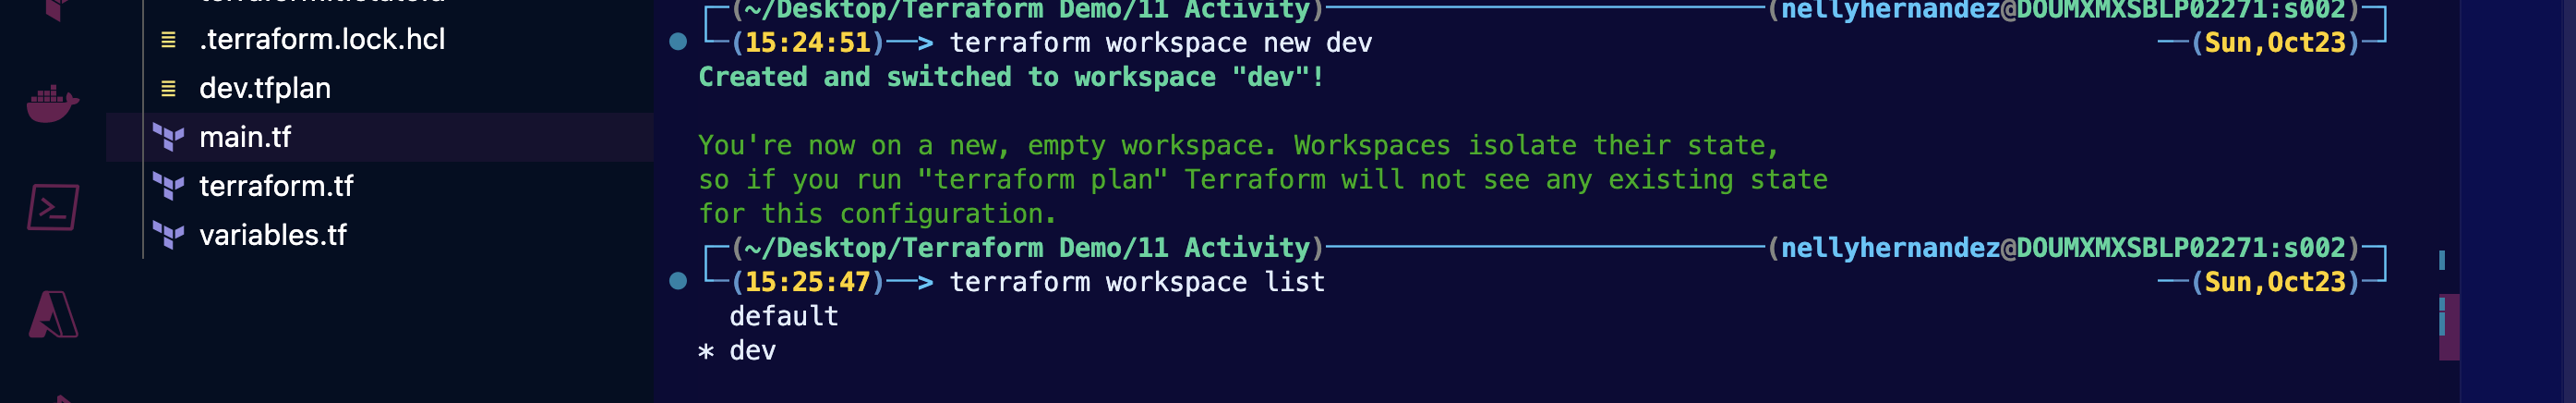 .terraform.lock.hcl
dev.tfplan
main.tf
terraform.tf
variables.tf
(~/Desktop/Terraform Demo/11 Activity) (nellyhernandez@DOUMXMXSBLP02271:s002)
(15:24:51)──> terraform workspace new dev (Sun,Oct23)
Created and switched to workspace "dev"!
You're now on a new, empty workspace. Workspaces isolate their state,
so if you run "terraform plan" Terraform will not see any existing state
for this configuration.
(~/Desktop/Terraform Demo/11 Activity) (nellyhernandez@DOUMXMXSBLP02271:s002)
(15:25:47)──> terraform workspace list (Sun,Oct23)
default
* dev